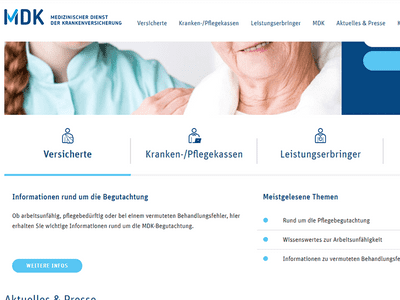 MDK MEDIZINISCHER DIENST
DER KRANKENVERSICHERUNG
Versicherte Kranken-/Pflegekassen Leistungserbringer MDK Aktuelles & Presse
Versicherte Kranken-/Pflegekassen Leistungserbringer
Informationen rund um die Begutachtung
Ob arbeitsunfähig, pflegebedürftig oder bei einem vermuteten Behandlungsfehler, hier
erhalten Sie wichtige Informationen rund um die MDK-Begutachtung.
WEITERE INFOS
Meistgelesene Themen
Rund um die Pflegebegutachtung
Wissenswertes zur Arbeitsunfähigkeit
Informationen zu vermuteten Behandlungsfe
Aktuelles & Presse